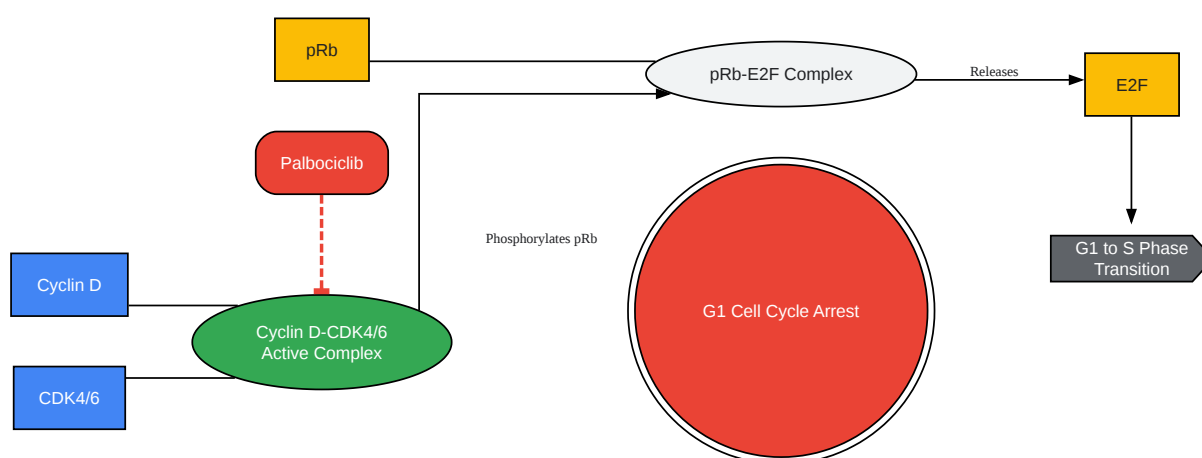 pRb
pRb-E2F Complex
Releases
E2F
Palbociclib
Phosphorylates pRb
G1 to S Phase
Transition
Cyclin D
Cyclin D-CDK4/6
Active Complex
G1 Cell Cycle Arrest
CDK4/6